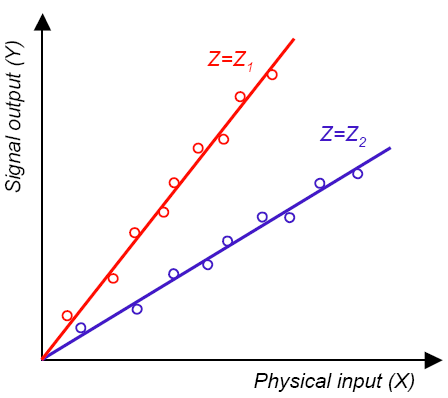 Z=Z1
Z=Z2
Signal output (Y)
Physical input (X)